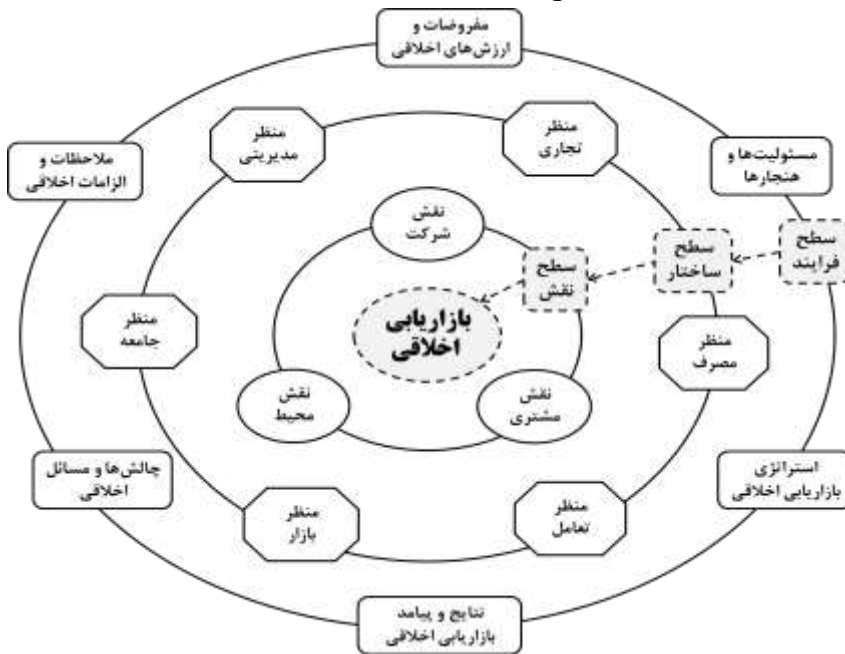 مفروضات و
ارزش‌های اخلاقی
منظر
تجاری
منظر
مدیریتی
مسئولیت‌ها و
هنجارها
ملاحظات و
الزامات اخلاقی
نقش
شرکت
سطح
فرایند
سطح
ساختار
سطح
نقش
بازاریابی
اخلاقی
منظر
جامعه
منظر
مصرف
نقش
مشتری
نقش
محیط
استراتژی
بازاریابی اخلاقی
چالش‌ها و مسائل
اخلاقی
منظر
تعامل
منظر
بازار
نتایج و پیامد
بازاریابی اخلاقی